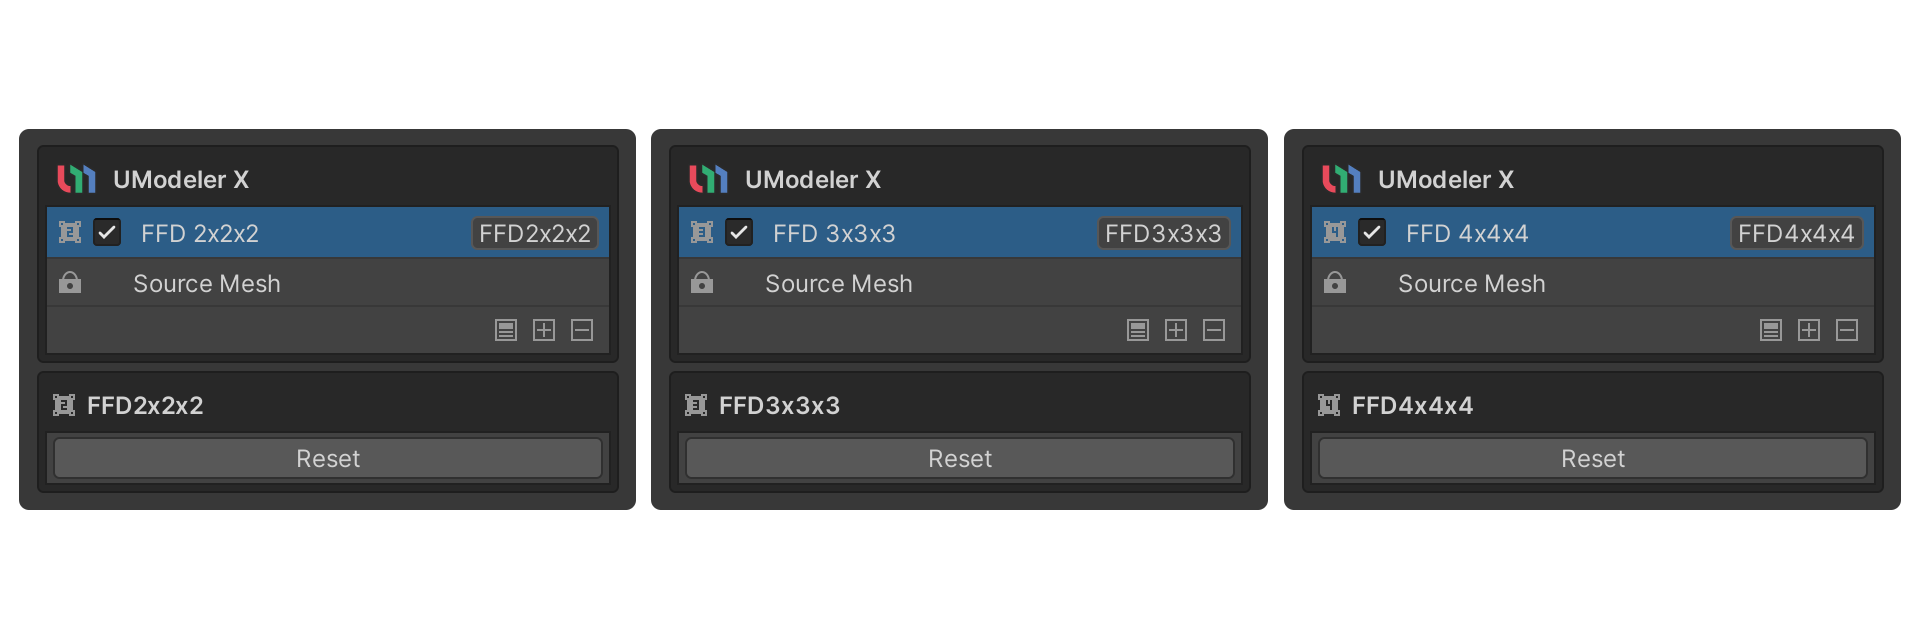 UModeler X
FFD 2x2x2 FFD2x2x2
Source Mesh
FFD2x2x2
Reset
UModeler X
FFD 3x3x3 FFD3x3x3
Source Mesh
FFD3x3x3
Reset
UModeler X
FFD 4x4x4 FFD4x4x4
Source Mesh
FFD4x4x4
Reset